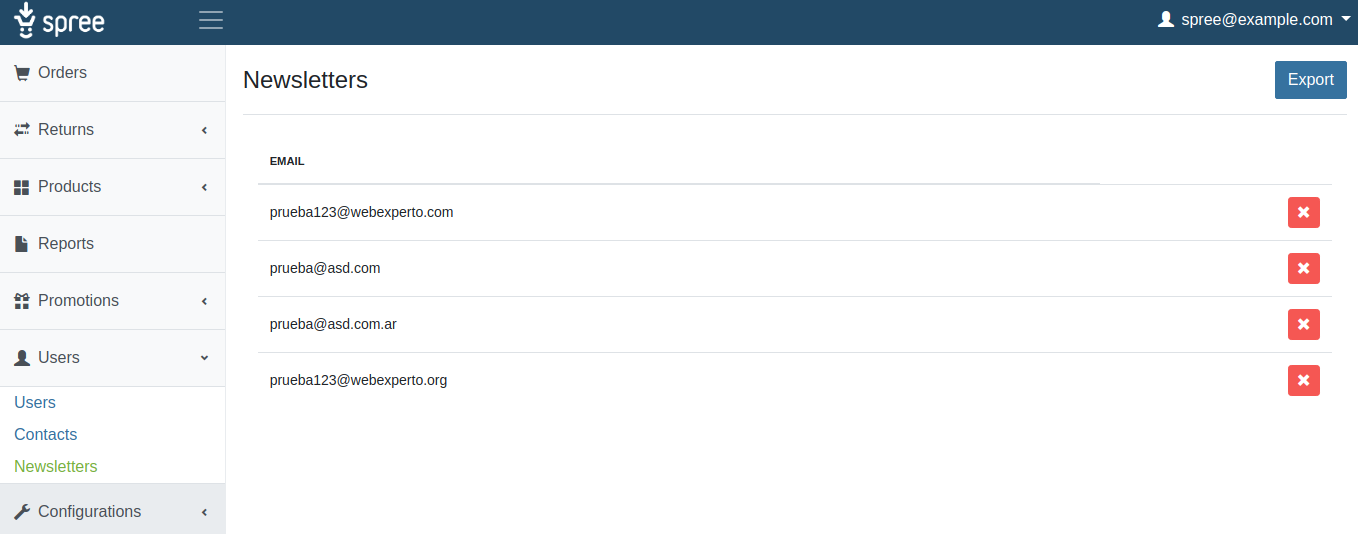 spree
spree@example.com
Orders
Returns
Products
Reports
Promotions
Users
Users
Contacts
Newsletters
Configurations
Newsletters
Export
EMAIL
prueba123@webexperto.com
prueba@asd.com
prueba@asd.com.ar
prueba123@webexperto.org